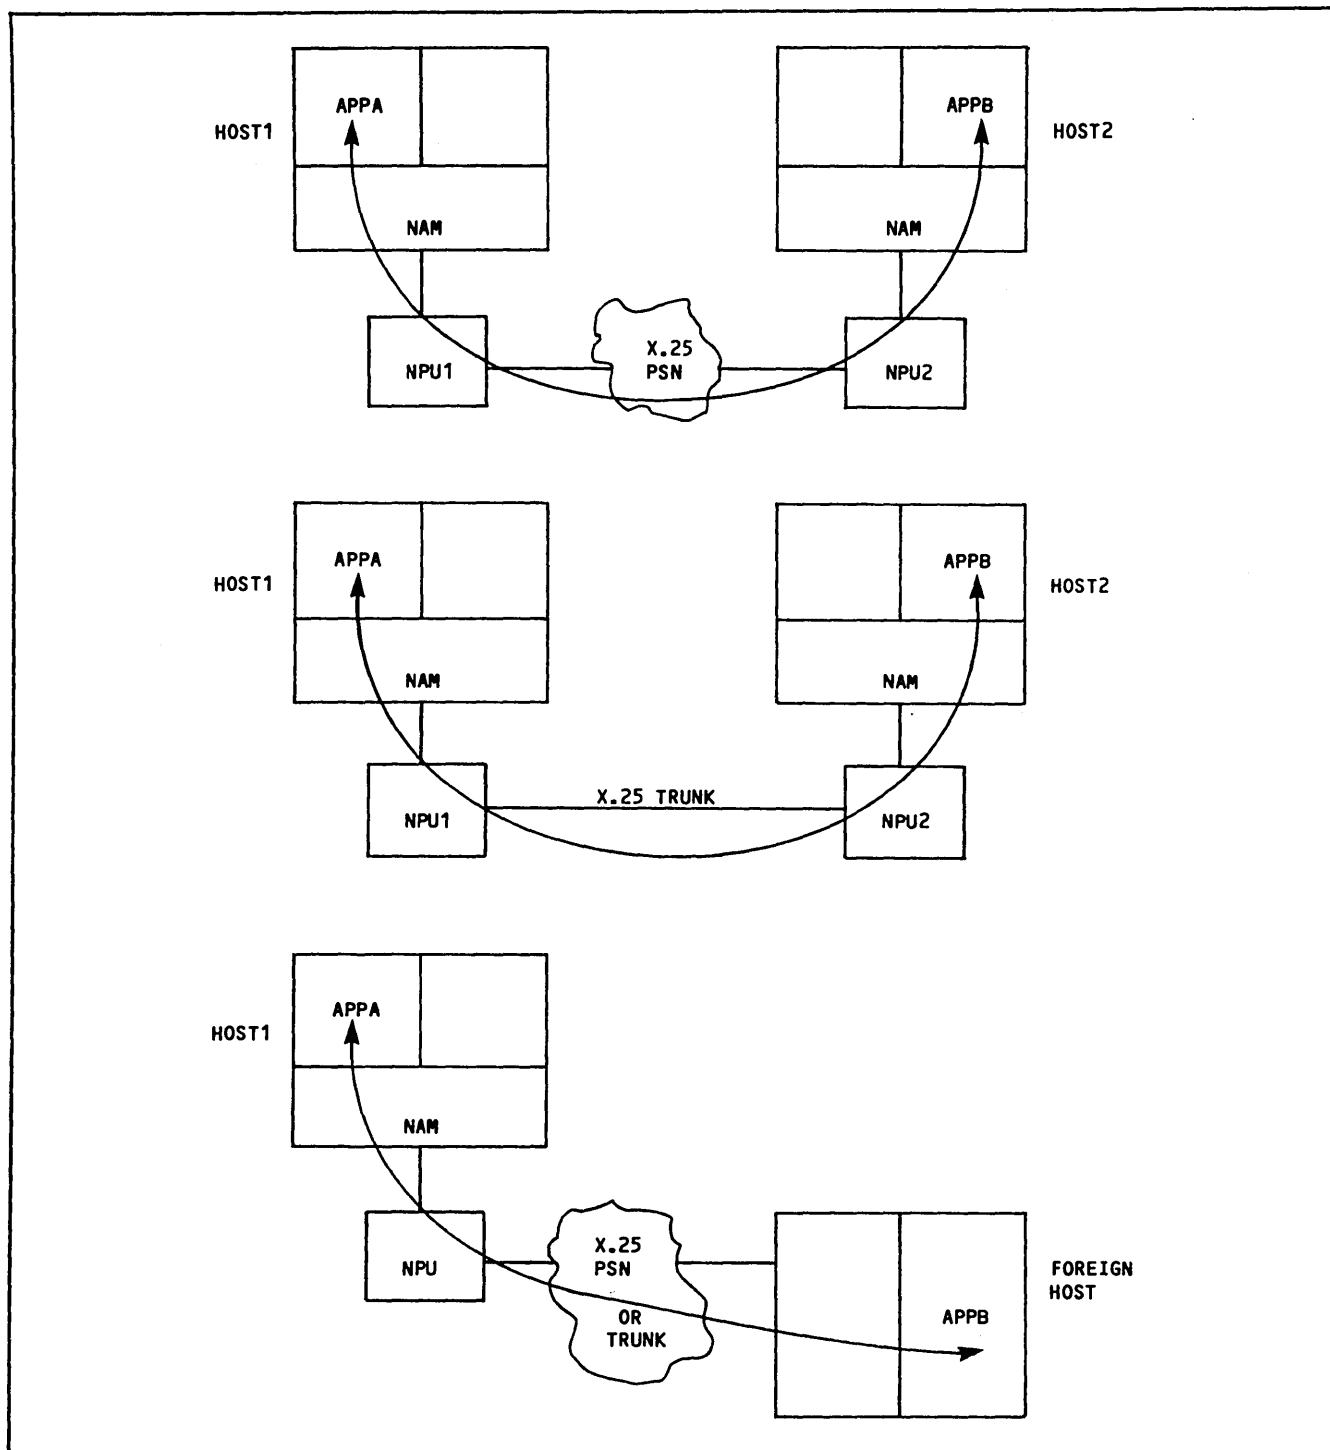 APPA
APPB
HOST1
HOST2
NAM
NAM
X.25
PSN
NPU1
NPU2
APPA
APPB
HOST1
HOST2
NAM
NAM
X.25 TRUNK
NPU1
NPU2
APPA
HOST1
NAM
X.25
PSN
NPU
OR
TRUNK
FOREIGN
HOST
APPB